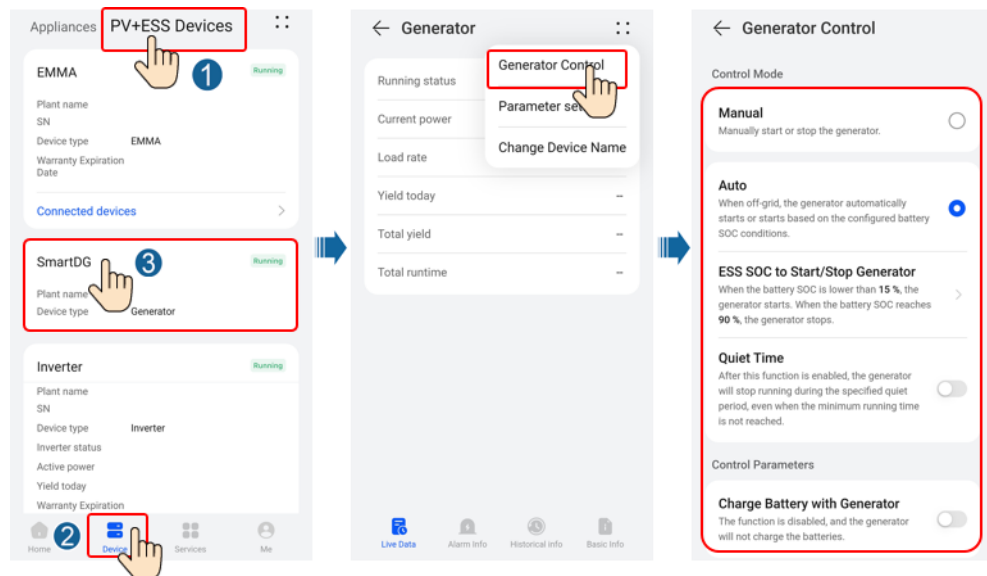 Appliances PV+ESS Devices
1
EMMA
Running
Plant name
SN
Device type EMMA
Warranty Expiration
Date
Connected devices
SmartDG
3
Running
Plant name
Device type Generator
Inverter
Running
Plant name
SN
Device type Inverter
Inverter status
Active power
Yield today
Warranty Expiration
2
Home
Device
Services
Me
Generator
Generator Control
Parameter set
Change Device Name
Running status
Current power
Load rate
Yield today --
Total yield --
Total runtime --
Live Data
Alarm Info
Historical info
Basic Info
Generator Control
Control Mode
Manual
Manually start or stop the generator.
Auto
When off-grid, the generator automatically
starts or starts based on the configured battery
SOC conditions.
ESS SOC to Start/Stop Generator
When the battery SOC is lower than 15 %, the
generator starts. When the battery SOC reaches
90 %, the generator stops.
Quiet Time
After this function is enabled, the generator
will stop running during the specified quiet
period, even when the minimum running time
is not reached.
Control Parameters
Charge Battery with Generator
The function is disabled, and the generator
will not charge the batteries.